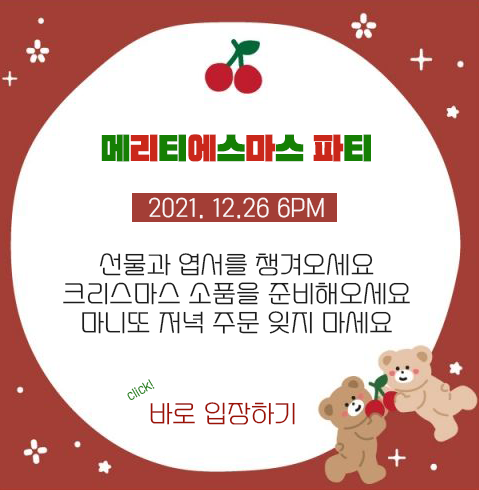 메리티에스마스 파티
2021. 12.26 6PM
선물과 엽서를 챙겨오세요
크리스마스 소품을 준비해오세요
마니또 저녁 주문 잊지 마세요
click!
바로 입장하기